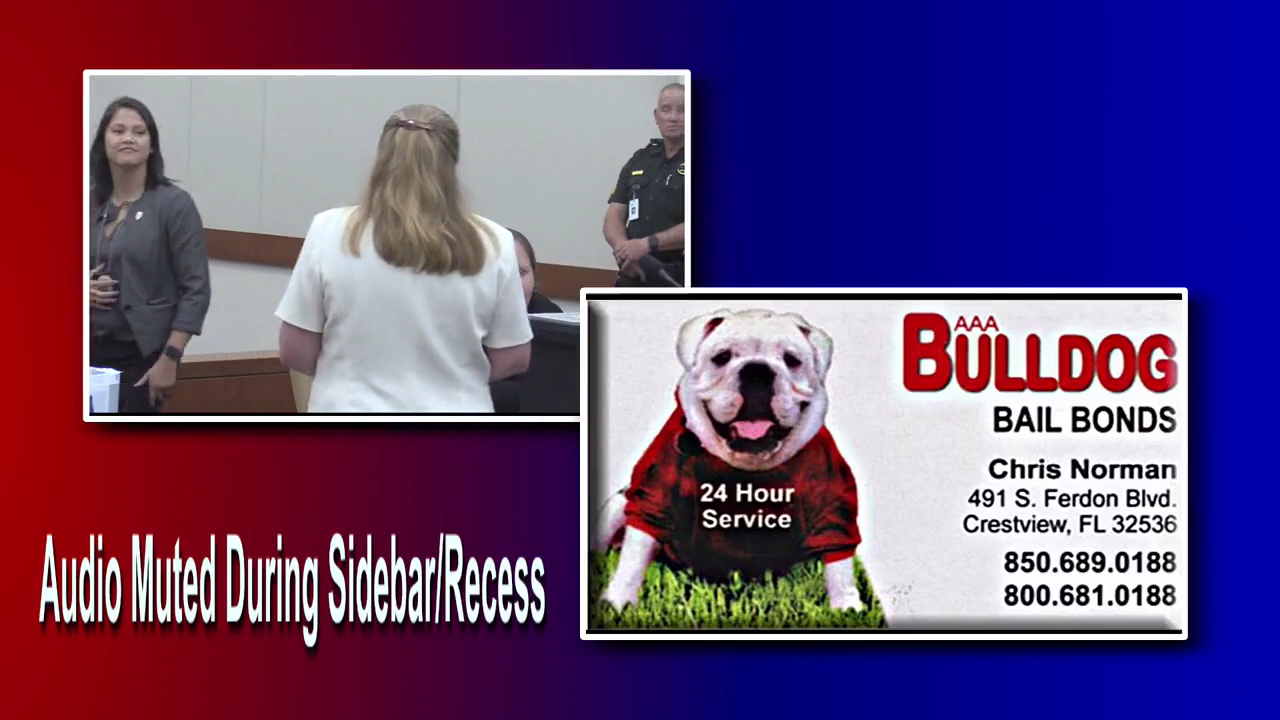 AAA
BULLDOG
BAIL BONDS
Chris Norman
491 S. Ferdon Blvd.
Crestview, FL 32536
850.689.0188
800.681.0188
24 Hour
Service
Audio Muted During Sidebar/Recess